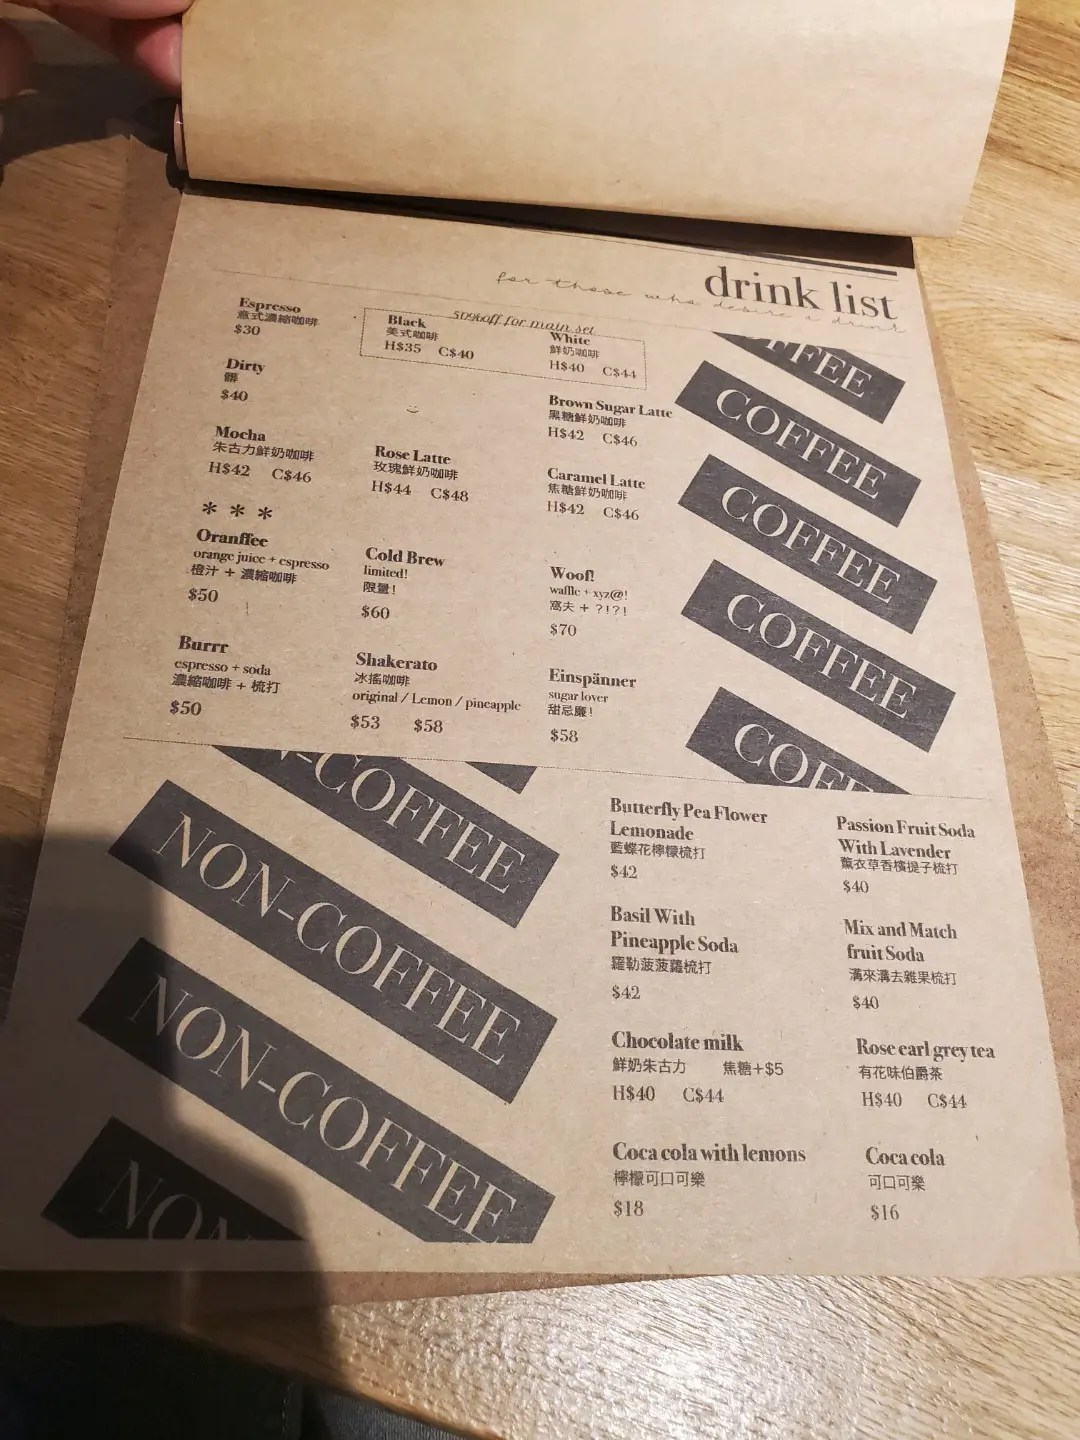 drink list
for those who desire a drink
Espresso
意式濃縮咖啡
$30
50%off for main set
Black
美式咖啡
H$35 C$40
White
鮮奶咖啡
H$40 C$44
Dirty
髒
$40
Brown Sugar Latte
黑糖鮮奶咖啡
H$42 C$46
Mocha
朱古力鮮奶咖啡
H$42 C$46
Rose Latte
玫瑰鮮奶咖啡
H$44 C$48
Caramel Latte
焦糖鮮奶咖啡
H$42 C$46
***
Oranffee
orange juice + espresso
橙汁 + 濃縮咖啡
$50
Cold Brew
limited!
限量!
$60
Woof!
waffle + xyz@!
窩夫 + ?!?!
$70
Burrr
espresso + soda
濃縮咖啡 + 梳打
$50
Shakerato
冰搖咖啡
original / Lemon / pineapple
$53 $58
Einspänner
sugar lover
甜忌廉!
$58
COFFEE
COFFEE
COFFEE
COFFEE
COFFEE
NON-COFFEE
NON-COFFEE
NON-COFFEE
NON
Butterfly Pea Flower
Lemonade
藍蝶花檸檬梳打
$42
Passion Fruit Soda
With Lavender
薰衣草香檳提子梳打
$40
Basil With
Pineapple Soda
羅勒菠菠蘿梳打
$42
Mix and Match
fruit Soda
溝來溝去雜果梳打
$40
Chocolate milk
鮮奶朱古力 焦糖+$5
H$40 C$44
Rose earl grey tea
有花味伯爵茶
H$40 C$44
Coca cola with lemons
檸檬可口可樂
$18
Coca cola
可口可樂
$16